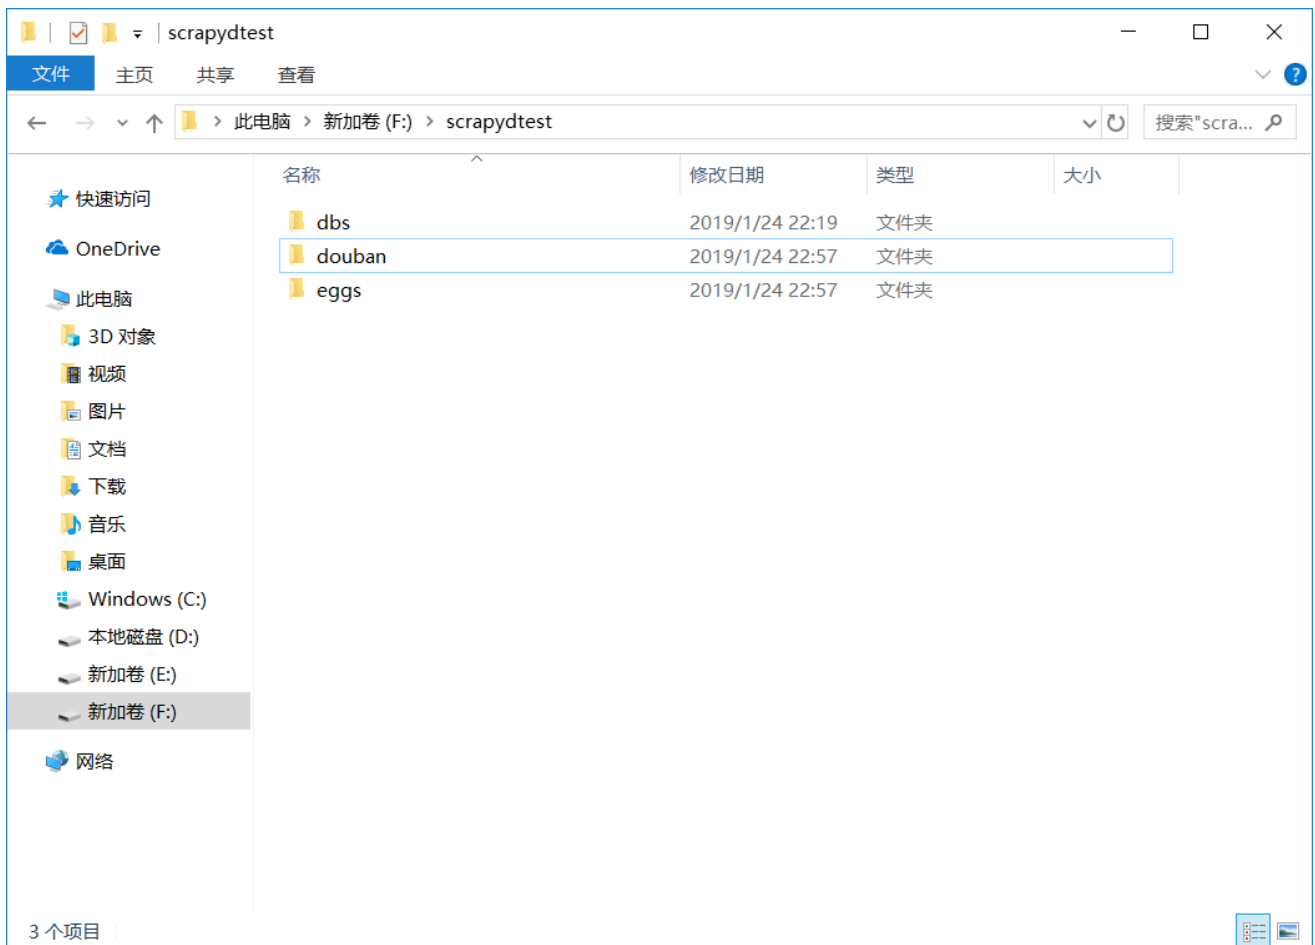 scrapydtest
文件 主页 共享 查看
此电脑 > 新加卷 (F:) > scrapydtest 搜索"scra...
名称 修改日期 类型 大小
快速访问
OneDrive
此电脑
3D 对象
视频
图片
文档
下载
音乐
桌面
Windows (C:)
本地磁盘 (D:)
新加卷 (E:)
新加卷 (F:)
网络
dbs 2019/1/24 22:19 文件夹
douban 2019/1/24 22:57 文件夹
eggs 2019/1/24 22:57 文件夹
3 个项目